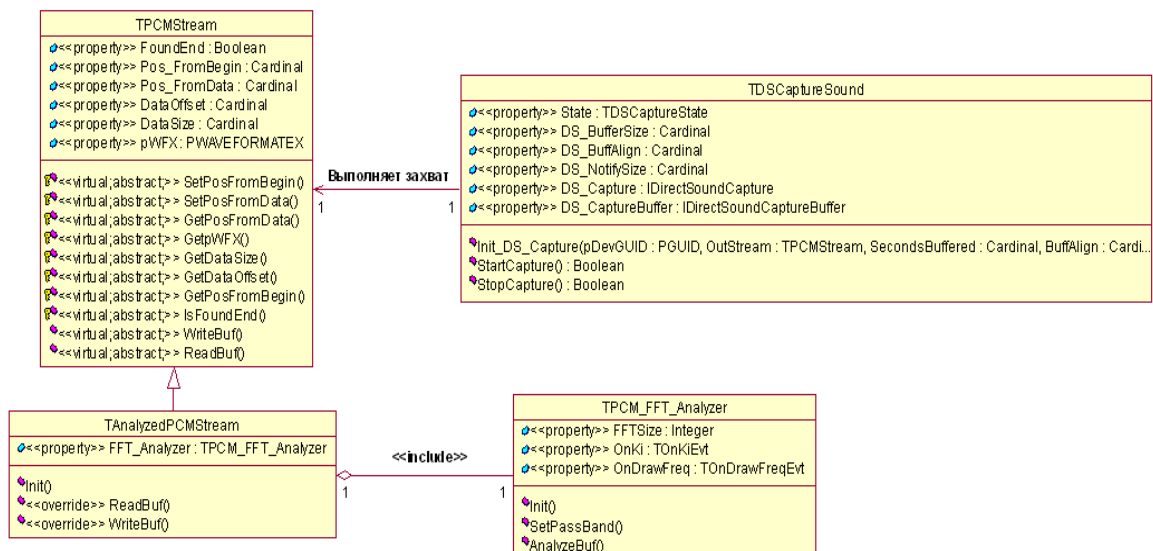 TPCMStream
<<property>> FoundEnd : Boolean
<<property>> Pos_FromBegin : Cardinal
<<property>> Pos_FromData : Cardinal
<<property>> DataOffset : Cardinal
<<property>> DataSize : Cardinal
<<property>> pWFX : PWAVEFORMATEX
<<virtual;abstract;>> SetPosFromBegin()
<<virtual;abstract;>> SetPosFromData()
<<virtual;abstract;>> GetPosFromData()
<<virtual;abstract;>> GetpWFX()
<<virtual;abstract;>> GetDataSize()
<<virtual;abstract;>> GetDataOffset()
<<virtual;abstract;>> GetPosFromBegin()
<<virtual;abstract;>> IsFoundEnd()
<<virtual;abstract;>> WriteBuf()
<<virtual;abstract;>> ReadBuf()
Выполняет захват
1
1
TDSCaptureSound
<<property>> State : TDSCaptureState
<<property>> DS_BufferSize : Cardinal
<<property>> DS_BuffAlign : Cardinal
<<property>> DS_NotifySize : Cardinal
<<property>> DS_Capture : IDirectSoundCapture
<<property>> DS_CaptureBuffer : IDirectSoundCaptureBuffer
Init_DS_Capture(pDevGUID : PGUID, OutStream : TPCMStream, SecondsBuffered : Cardinal, BuffAlign : Cardi...
StartCapture() : Boolean
StopCapture() : Boolean
TAnalyzedPCMStream
<<property>> FFT_Analyzer : TPCM_FFT_Analyzer
Init()
<<override>> ReadBuf()
<<override>> WriteBuf()
<<include>>
1
1
TPCM_FFT_Analyzer
<<property>> FFTSize : Integer
<<property>> OnKi : TOnKiEvt
<<property>> OnDrawFreq : TOnDrawFreqEvt
Init()
SetPassBand()
AnalyzeBuf()